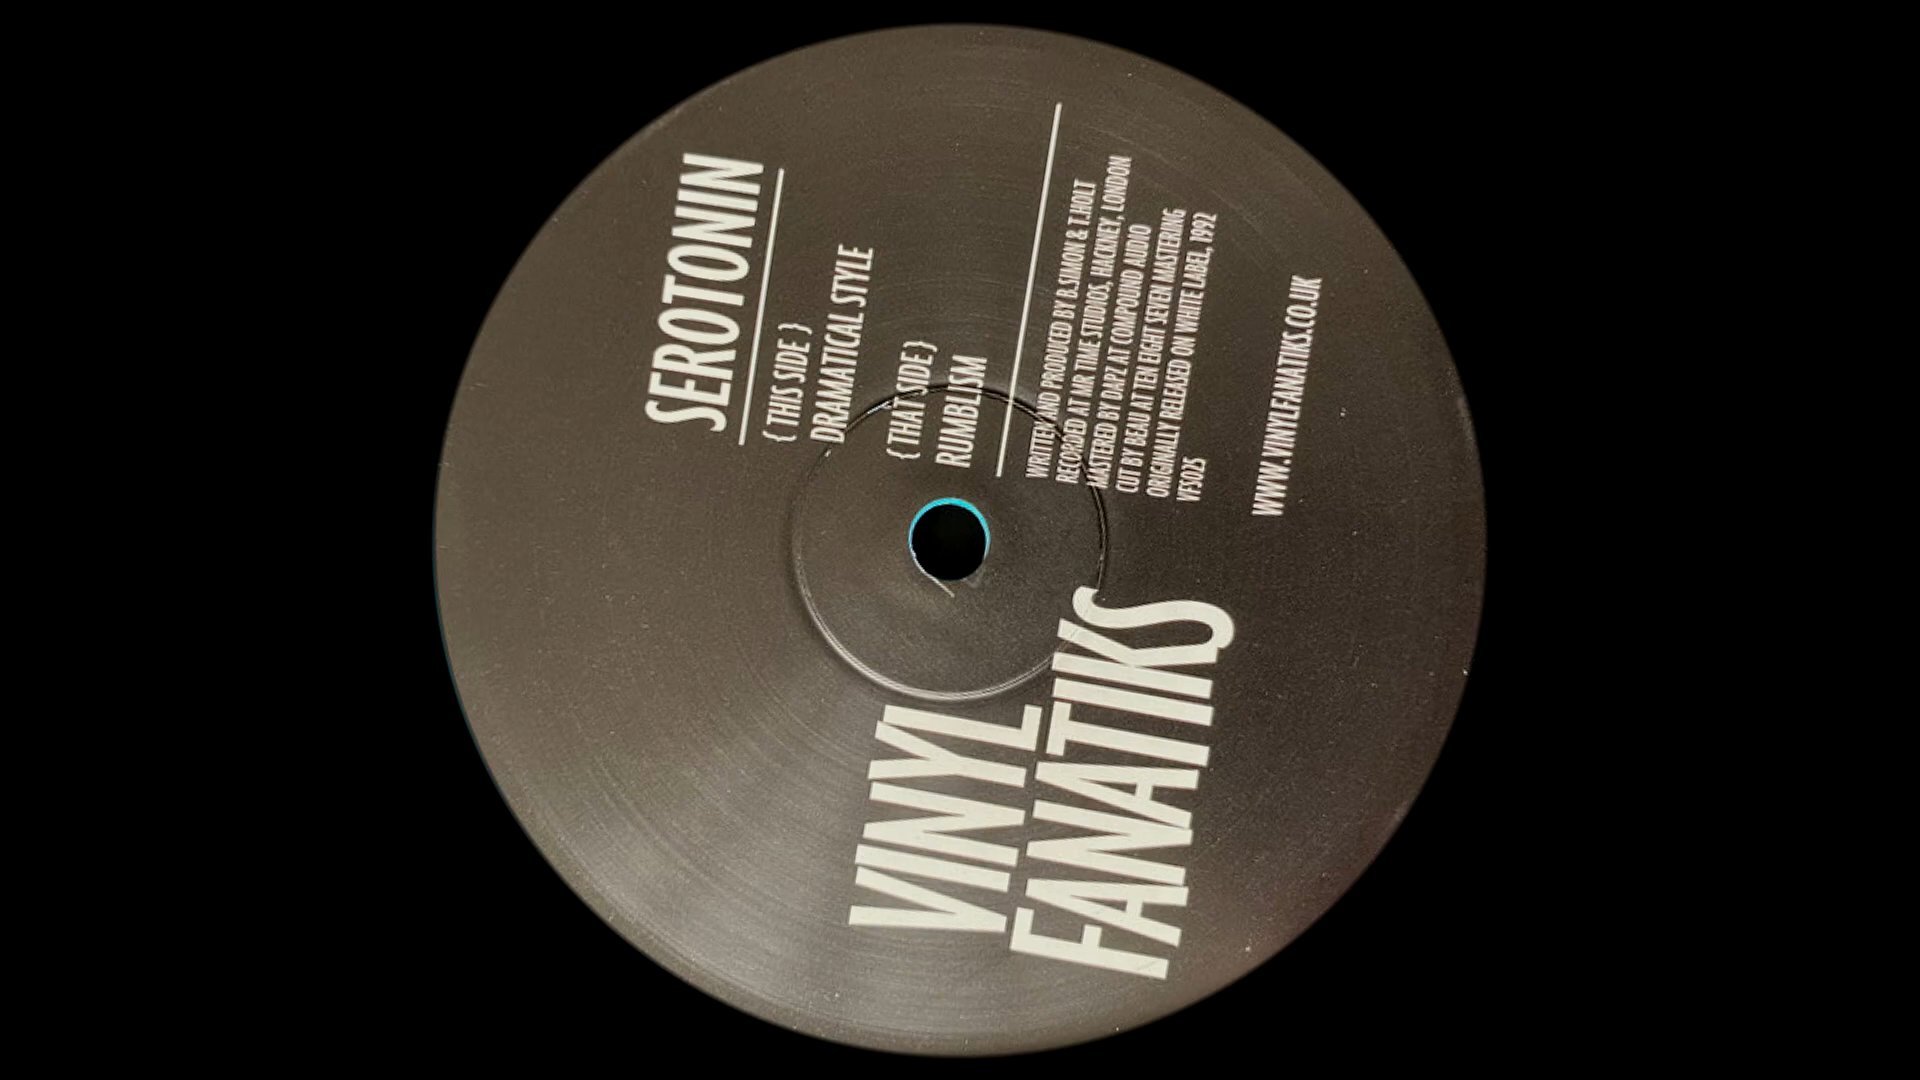 SEROTONIN
{ THIS SIDE }
DRAMATICAL STYLE
{ THAT SIDE }
RUMBLISM
WRITTEN AND PRODUCED BY B.SIMON & T.HOLT
RECORDED AT MR TIME STUDIOS, HACKNEY, LONDON
MASTERED BY DAPZ AT COMPOUND AUDIO
CUT BY BEAU AT TEN EIGHT SEVEN MASTERING
ORIGINALLY RELEASED ON WHITE LABEL, 1992
VFS025
WWW.VINYLFANATIKS.CO.UK
VINYL
FANATIKS